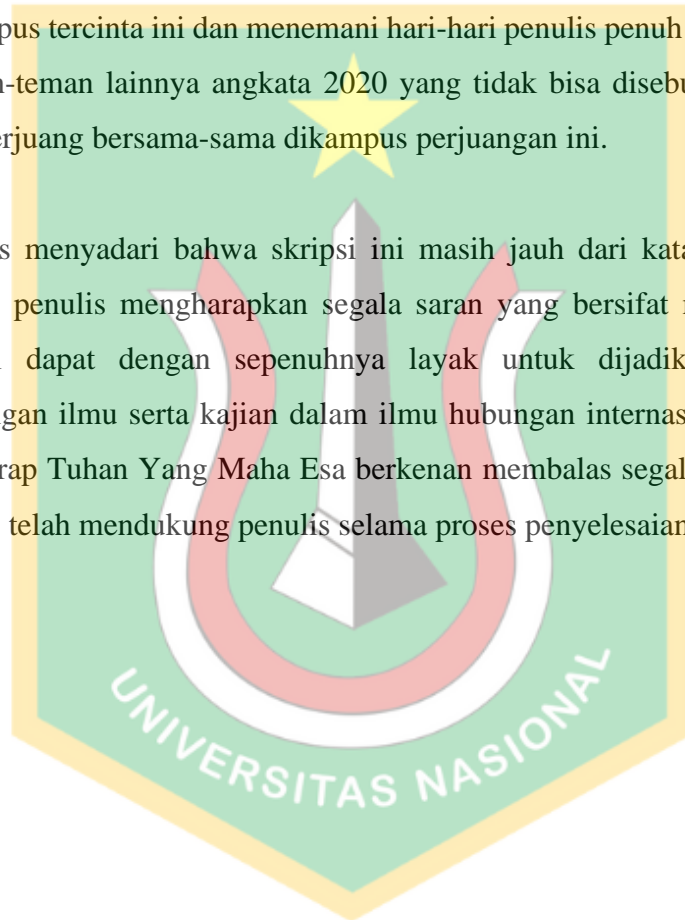 pus tercinta ini dan menemani hari-hari penulis penuh
n-teman lainnya angkata 2020 yang tidak bisa disebu
erjuang bersama-sama dikampus perjuangan ini.
s menyadari bahwa skripsi ini masih jauh dari kata
penulis mengharapkan segala saran yang bersifat
dapat dengan sepenuhnya layak untuk dijadik
ngan ilmu serta kajian dalam ilmu hubungan internas
rap Tuhan Yang Maha Esa berkenan membalas segal
telah mendukung penulis selama proses penyelesaian
UNIVERSITAS NASIONAL